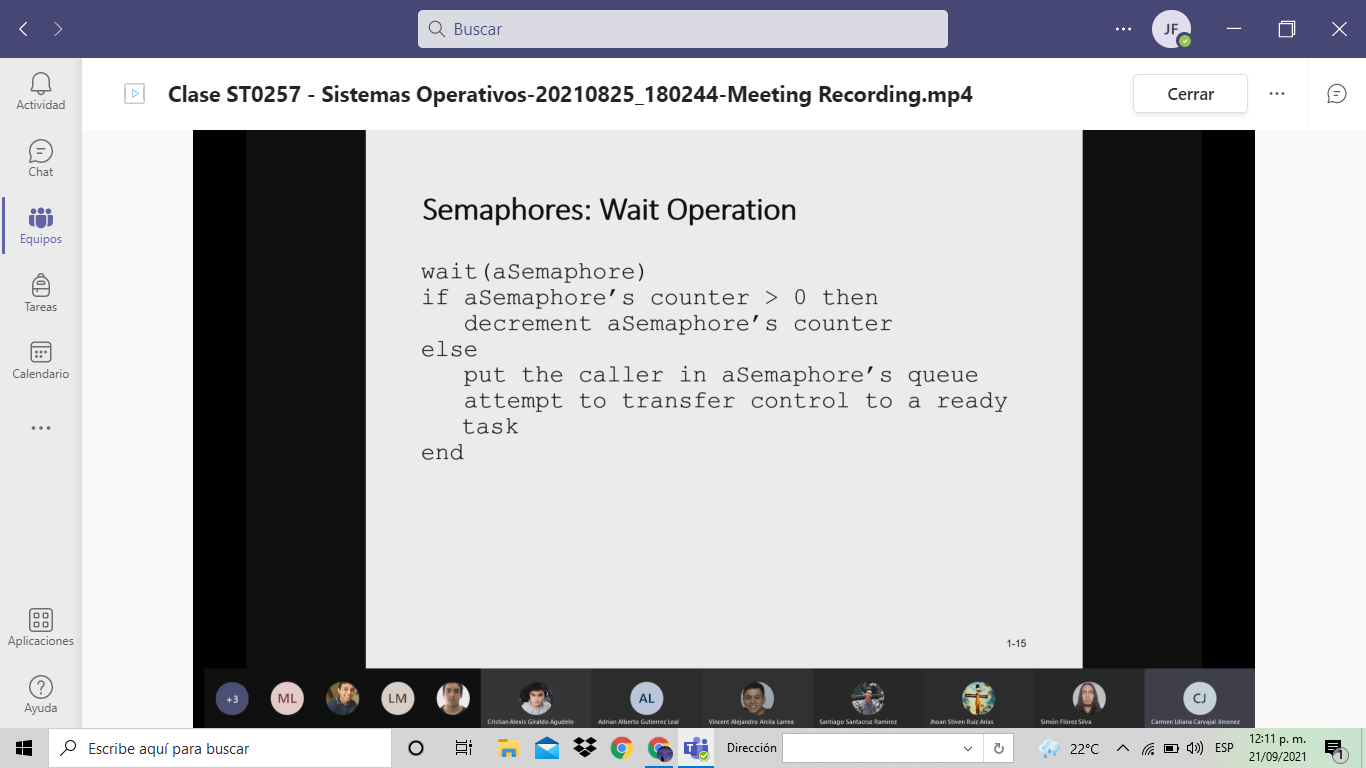 Buscar
JF
Actividad
Chat
Equipos
Tareas
Calendario
Aplicaciones
Ayuda
Clase ST0257 - Sistemas Operativos-20210825_180244-Meeting Recording.mp4
Cerrar
Semaphores: Wait Operation
wait(aSemaphore)
if aSemaphore’s counter > 0 then
decrement aSemaphore’s counter
else
put the caller in aSemaphore’s queue
attempt to transfer control to a ready
task
end
1-15
+3
ML
LM
Cristian Alexis Giraldo Agudelo
AL
Adrian Alberto Gutierrez Leal
Vincent Alejandro Arcila Larrea
Santiago Santacruz Ramirez
Jhoan Stiven Ruiz Arias
Simón Flórez Silva
CJ
Carmen Liliana Carvajal Jimenez
Escribe aquí para buscar
Dirección
22°C
ESP
12:11 p. m.
21/09/2021
1